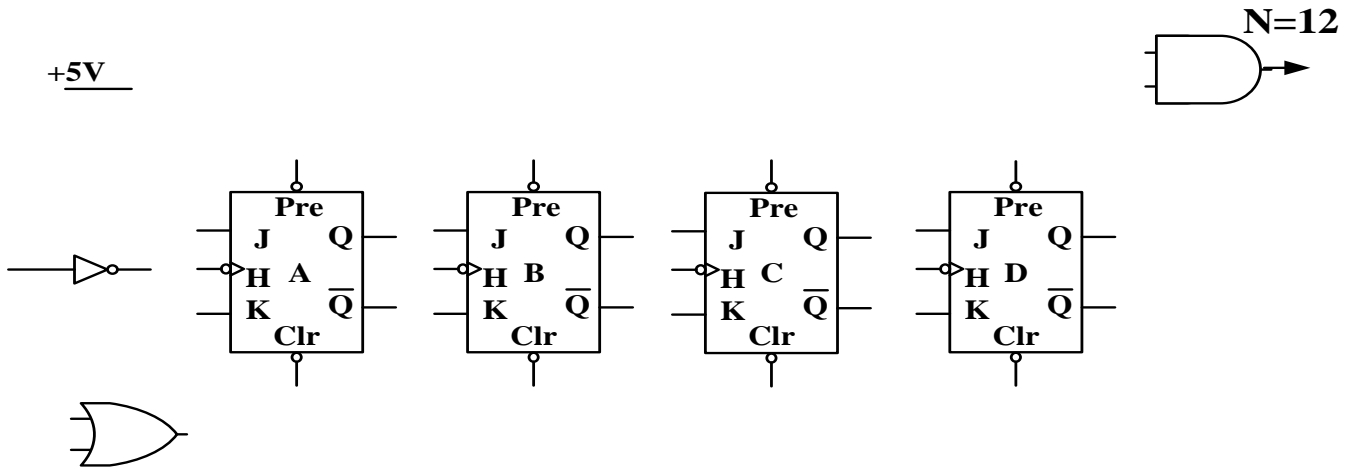 N=12
+5V
Pre Pre Pre Pre
J Q J Q J Q J Q
H A H B H C H D
K Q̅ K Q̅ K Q̅ K Q̅
Clr Clr Clr Clr